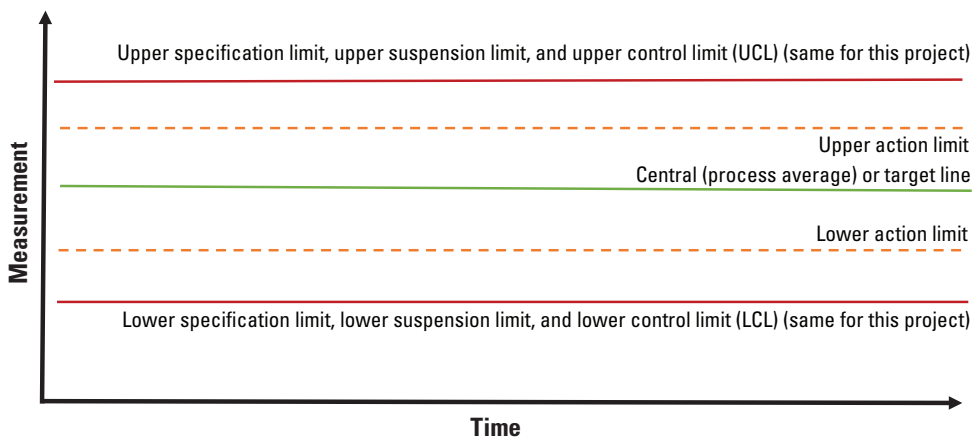 Upper specification limit, upper suspension limit, and upper control limit (UCL) (same for this project)
Upper action limit
Central (process average) or target line
Lower action limit
Lower specification limit, lower suspension limit, and lower control limit (LCL) (same for this project)
Measurement
Time